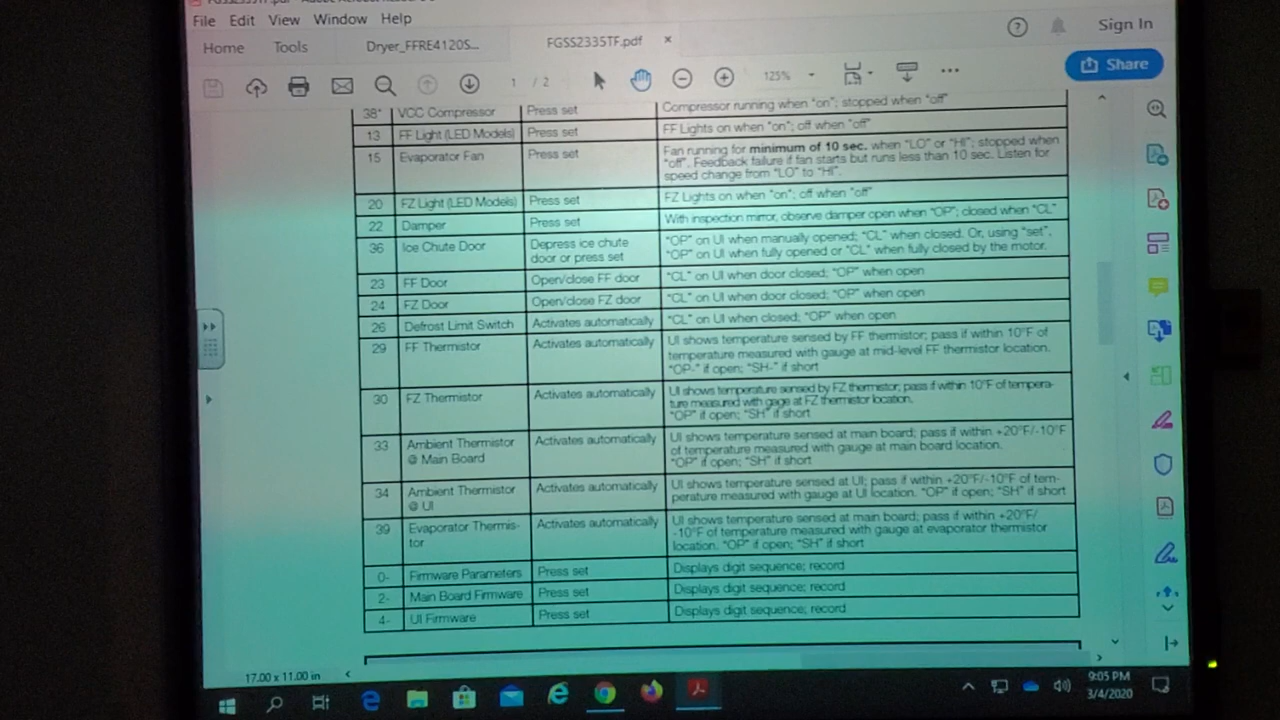 File Edit View Window Help
Home Tools Dryer_FFRE4120S... FGSS2335TF.pdf × Sign In
1 / 2 125% ... Share
38* VCC Compressor Press set Compressor running when "on"; stopped when "off"
13 FF Light (LED Models) Press set FF Lights on when "on"; off when "off"
15 Evaporator Fan Press set Fan running for minimum of 10 sec. when "LO" or "HI"; stopped when
"off". Feedback failure if fan starts but runs less than 10 sec. Listen for
speed change from "LO" to "HI".
20 FZ Light (LED Models) Press set FZ Lights on when "on"; off when "off"
22 Damper Press set With inspection mirror, observe damper open when "OP"; closed when "CL"
36 Ice Chute Door Depress ice chute "OP" on UI when manually opened; "CL" when closed. Or, using "set",
door or press set "OP" on UI when fully opened or "CL" when fully closed by the motor.
23 FF Door Open/close FF door "CL" on UI when door closed; "OP" when open
24 FZ Door Open/close FZ door "CL" on UI when door closed; "OP" when open
26 Defrost Limit Switch Activates automatically "CL" on UI when closed; "OP" when open
29 FF Thermistor Activates automatically UI shows temperature sensed by FF thermistor; pass if within 10°F of
temperature measured with gauge at mid-level FF thermistor location.
"OP-" if open; "SH-" if short
30 FZ Thermistor Activates automatically UI shows temperature sensed by FZ thermistor; pass if within 10°F of tempera-
ture measured with gage at FZ thermistor location.
"OP" if open; "SH" if short
33 Ambient Thermistor Activates automatically UI shows temperature sensed at main board; pass if within +20°F/-10°F
@ Main Board of temperature measured with gauge at main board location.
"OP" if open; "SH" if short
34 Ambient Thermistor Activates automatically UI shows temperature sensed at UI; pass if within +20°F/-10°F of tem-
@ UI perature measured with gauge at UI location. "OP" if open; "SH" if short
39 Evaporator Thermis- Activates automatically UI shows temperature sensed at main board; pass if within +20°F/
tor -10°F of temperature measured with gauge at evaporator thermistor
location. "OP" if open; "SH" if short
0- Firmware Parameters Press set Displays digit sequence; record
2- Main Board Firmware Press set Displays digit sequence; record
4- UI Firmware Press set Displays digit sequence; record
17.00 x 11.00 in
9:05 PM
3/4/2020